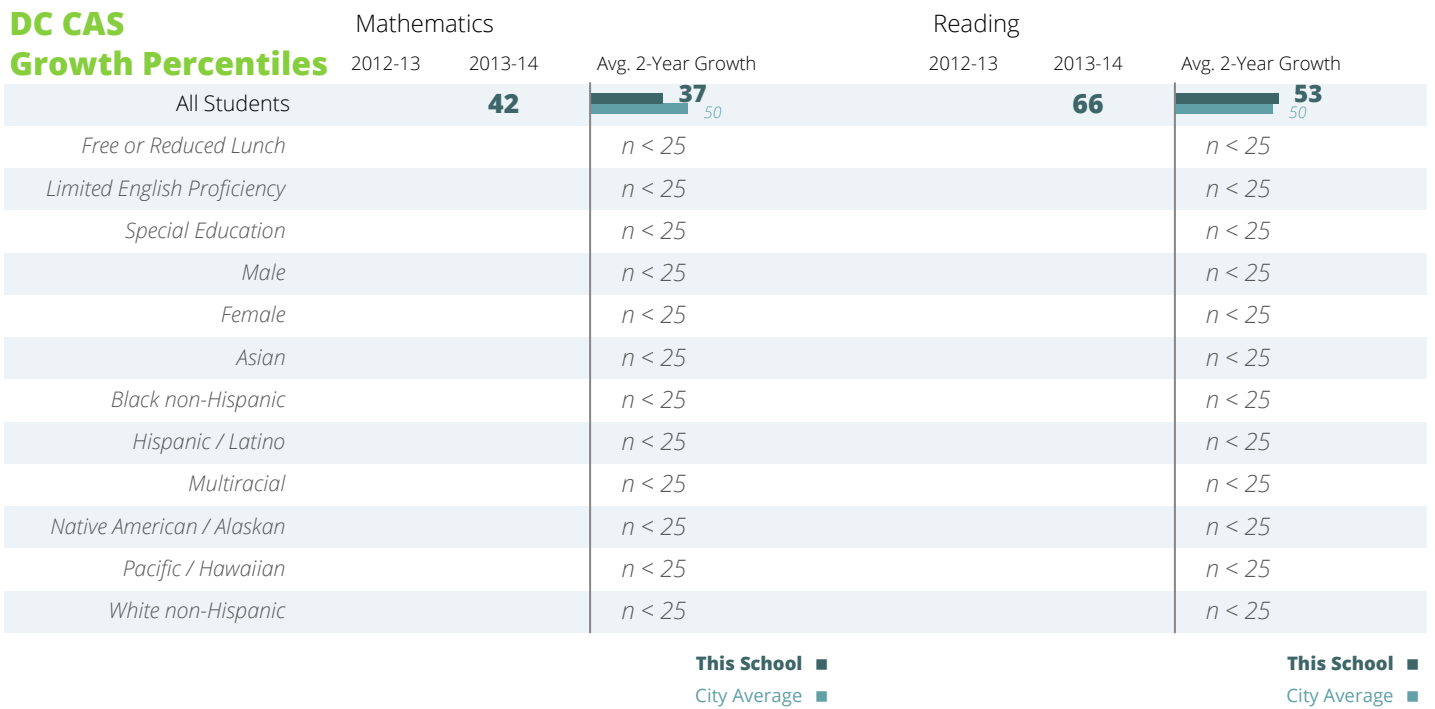 DC CAS
Growth Percentiles
Mathematics Reading
2012-13 2013-14 Avg. 2-Year Growth 2012-13 2013-14 Avg. 2-Year Growth
All Students 42 37 50 66 53 50
Free or Reduced Lunch n < 25 n < 25
Limited English Proficiency n < 25 n < 25
Special Education n < 25 n < 25
Male n < 25 n < 25
Female n < 25 n < 25
Asian n < 25 n < 25
Black non-Hispanic n < 25 n < 25
Hispanic / Latino n < 25 n < 25
Multiracial n < 25 n < 25
Native American / Alaskan n < 25 n < 25
Pacific / Hawaiian n < 25 n < 25
White non-Hispanic n < 25 n < 25
This School This School
City Average City Average